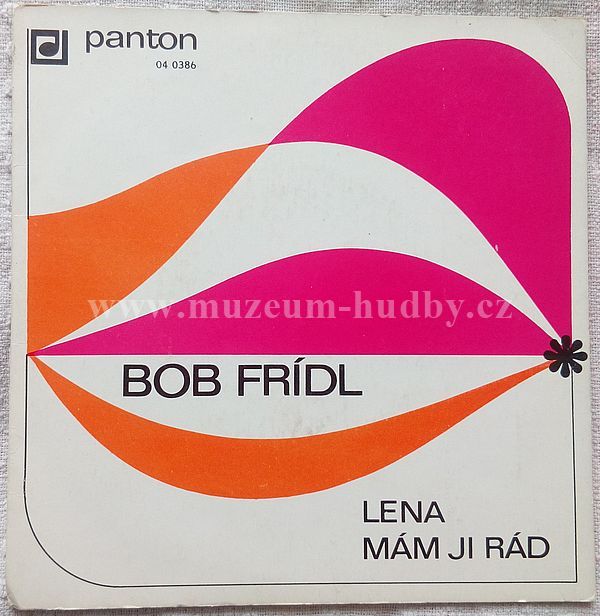 panton
04 0386
www.muzeum-hudby.cz
BOB FRÍDL
LENA
MÁM JI RÁD